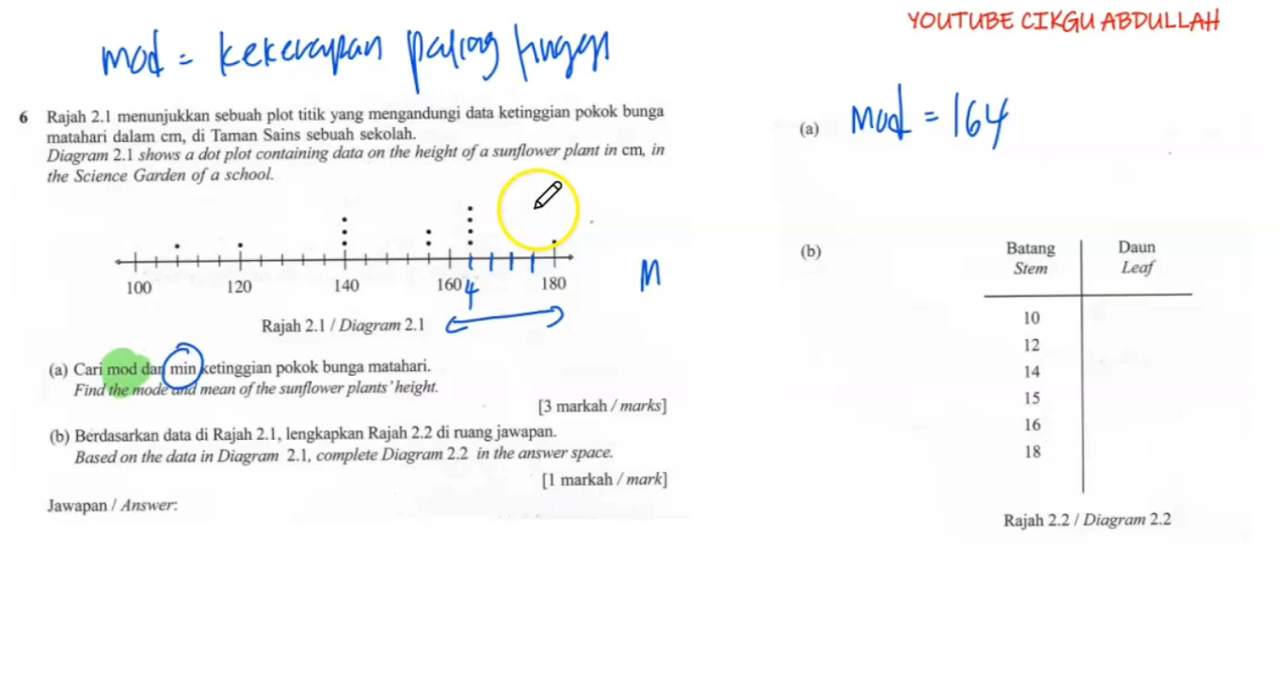 YOUTUBE CIKGU ABDULLAH
mod = kekerapan paling tinggi
6 Rajah 2.1 menunjukkan sebuah plot titik yang mengandungi data ketinggian pokok bunga
matahari dalam cm, di Taman Sains sebuah sekolah.
Diagram 2.1 shows a dot plot containing data on the height of a sunflower plant in cm, in
the Science Garden of a school.
100 120 140 160 180
4
M
Rajah 2.1 / Diagram 2.1
(a) Cari mod dan min ketinggian pokok bunga matahari.
Find the mode and mean of the sunflower plants' height.
[3 markah / marks]
(b) Berdasarkan data di Rajah 2.1, lengkapkan Rajah 2.2 di ruang jawapan.
Based on the data in Diagram 2.1, complete Diagram 2.2 in the answer space.
[1 markah / mark]
Jawapan / Answer:
(a) mod = 164
(b)
Batang Daun
Stem Leaf
10
12
14
15
16
18
Rajah 2.2 / Diagram 2.2